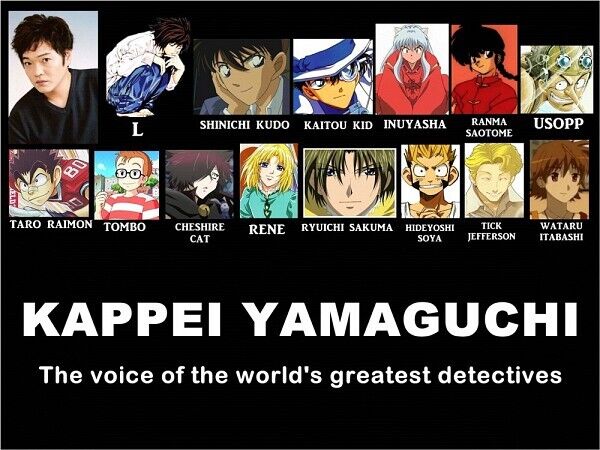 L
SHINICHI KUDO
KAITOU KID
INUYASHA
RANMA
SAOTOME
USOPP
TARO RAIMON
TOMBO
CHESHIRE
CAT
RENE
RYUICHI SAKUMA
HIDEYOSHI
SOYA
TICK
JEFFERSON
WATARU
ITABASHI
KAPPEI YAMAGUCHI
The voice of the world's greatest detectives